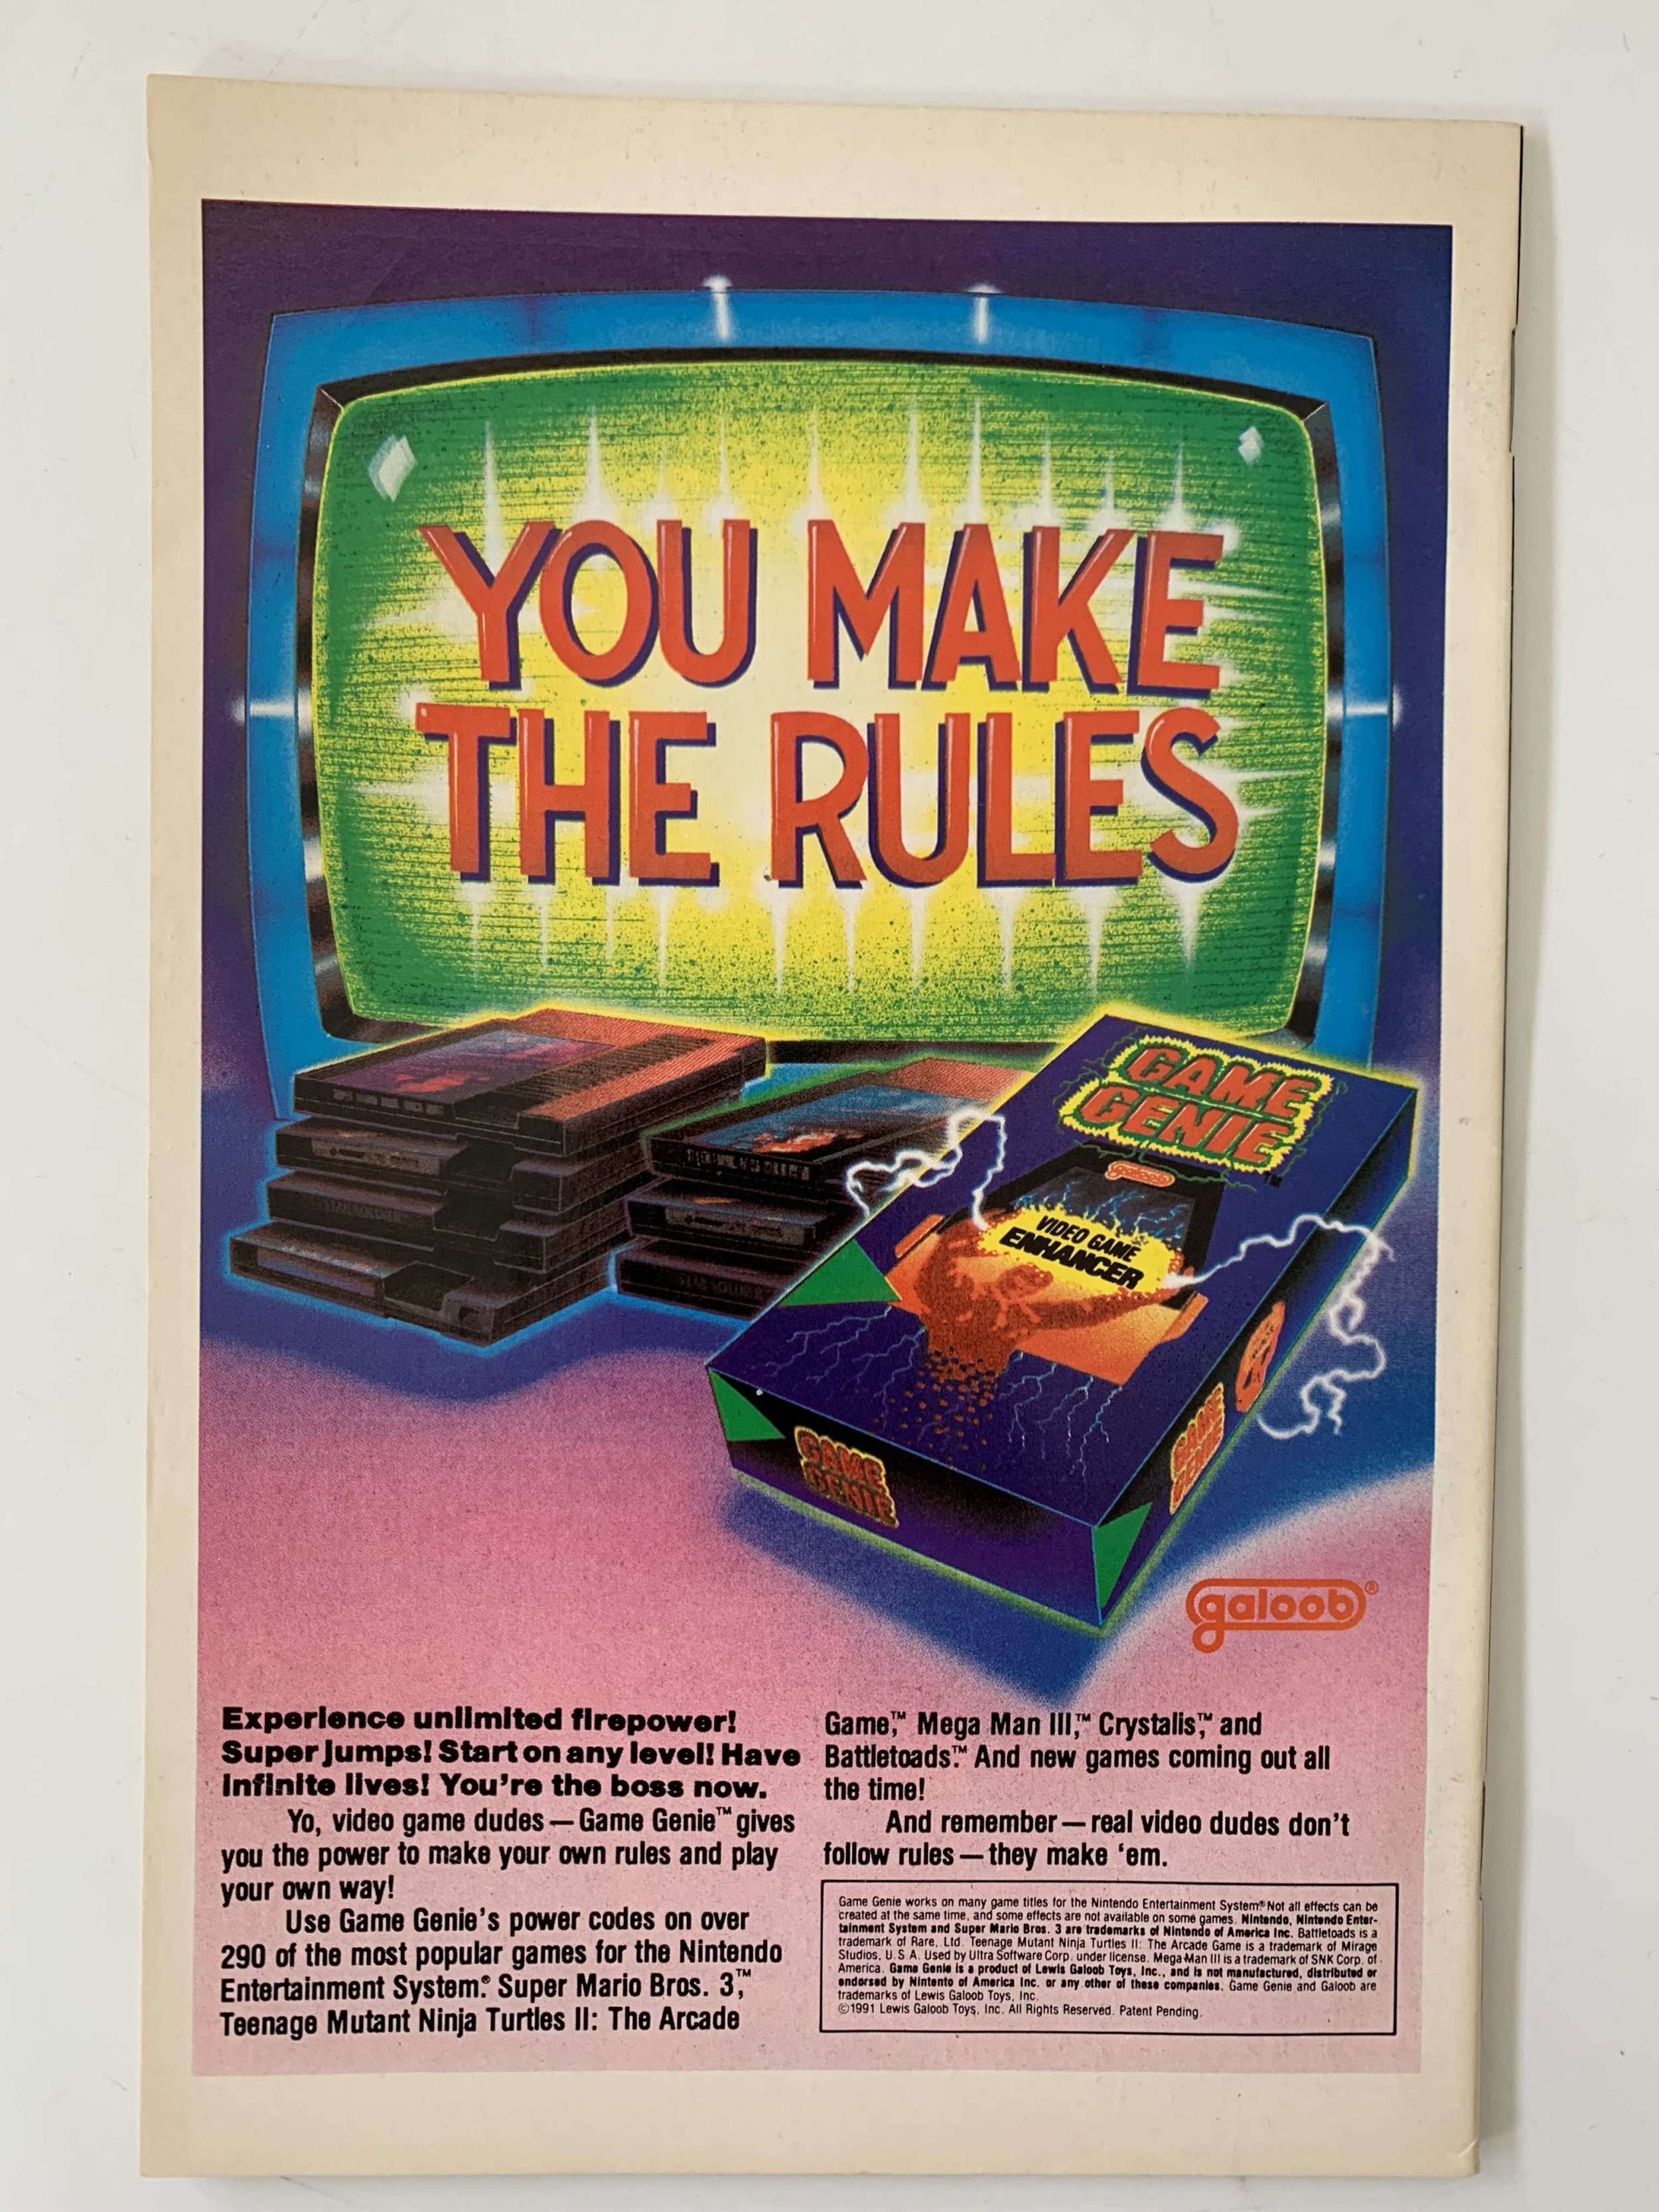 YOU MAKE
THE RULES
GAME
GENIE
TM
galoob
VIDEO GAME
ENHANCER
GAME
GENIE
GAME
GENIE
galoob®
Experience unlimited firepower!
Super Jumps! Start on any level! Have
infinite lives! You're the boss now.
Yo, video game dudes — Game Genie™ gives
you the power to make your own rules and play
your own way!
Use Game Genie's power codes on over
290 of the most popular games for the Nintendo
Entertainment System.® Super Mario Bros. 3,™
Teenage Mutant Ninja Turtles II: The Arcade
Game,™ Mega Man III,™ Crystalis,™ and
Battletoads.™ And new games coming out all
the time!
And remember — real video dudes don't
follow rules — they make 'em.
Game Genie works on many game titles for the Nintendo Entertainment System.® Not all effects can be
created at the same time, and some effects are not available on some games. Nintendo, Nintendo Enter-
tainment System and Super Mario Bros. 3 are trademarks of Nintendo of America Inc. Battletoads is a
trademark of Rare, Ltd. Teenage Mutant Ninja Turtles II: The Arcade Game is a trademark of Mirage
Studios, U.S.A. Used by Ultra Software Corp. under license. Mega Man III is a trademark of SNK Corp. of
America. Game Genie is a product of Lewis Galoob Toys, Inc., and is not manufactured, distributed or
endorsed by Nintento of America Inc. or any other of these companies. Game Genie and Galoob are
trademarks of Lewis Galoob Toys, Inc.
©1991 Lewis Galoob Toys, Inc. All Rights Reserved. Patent Pending.